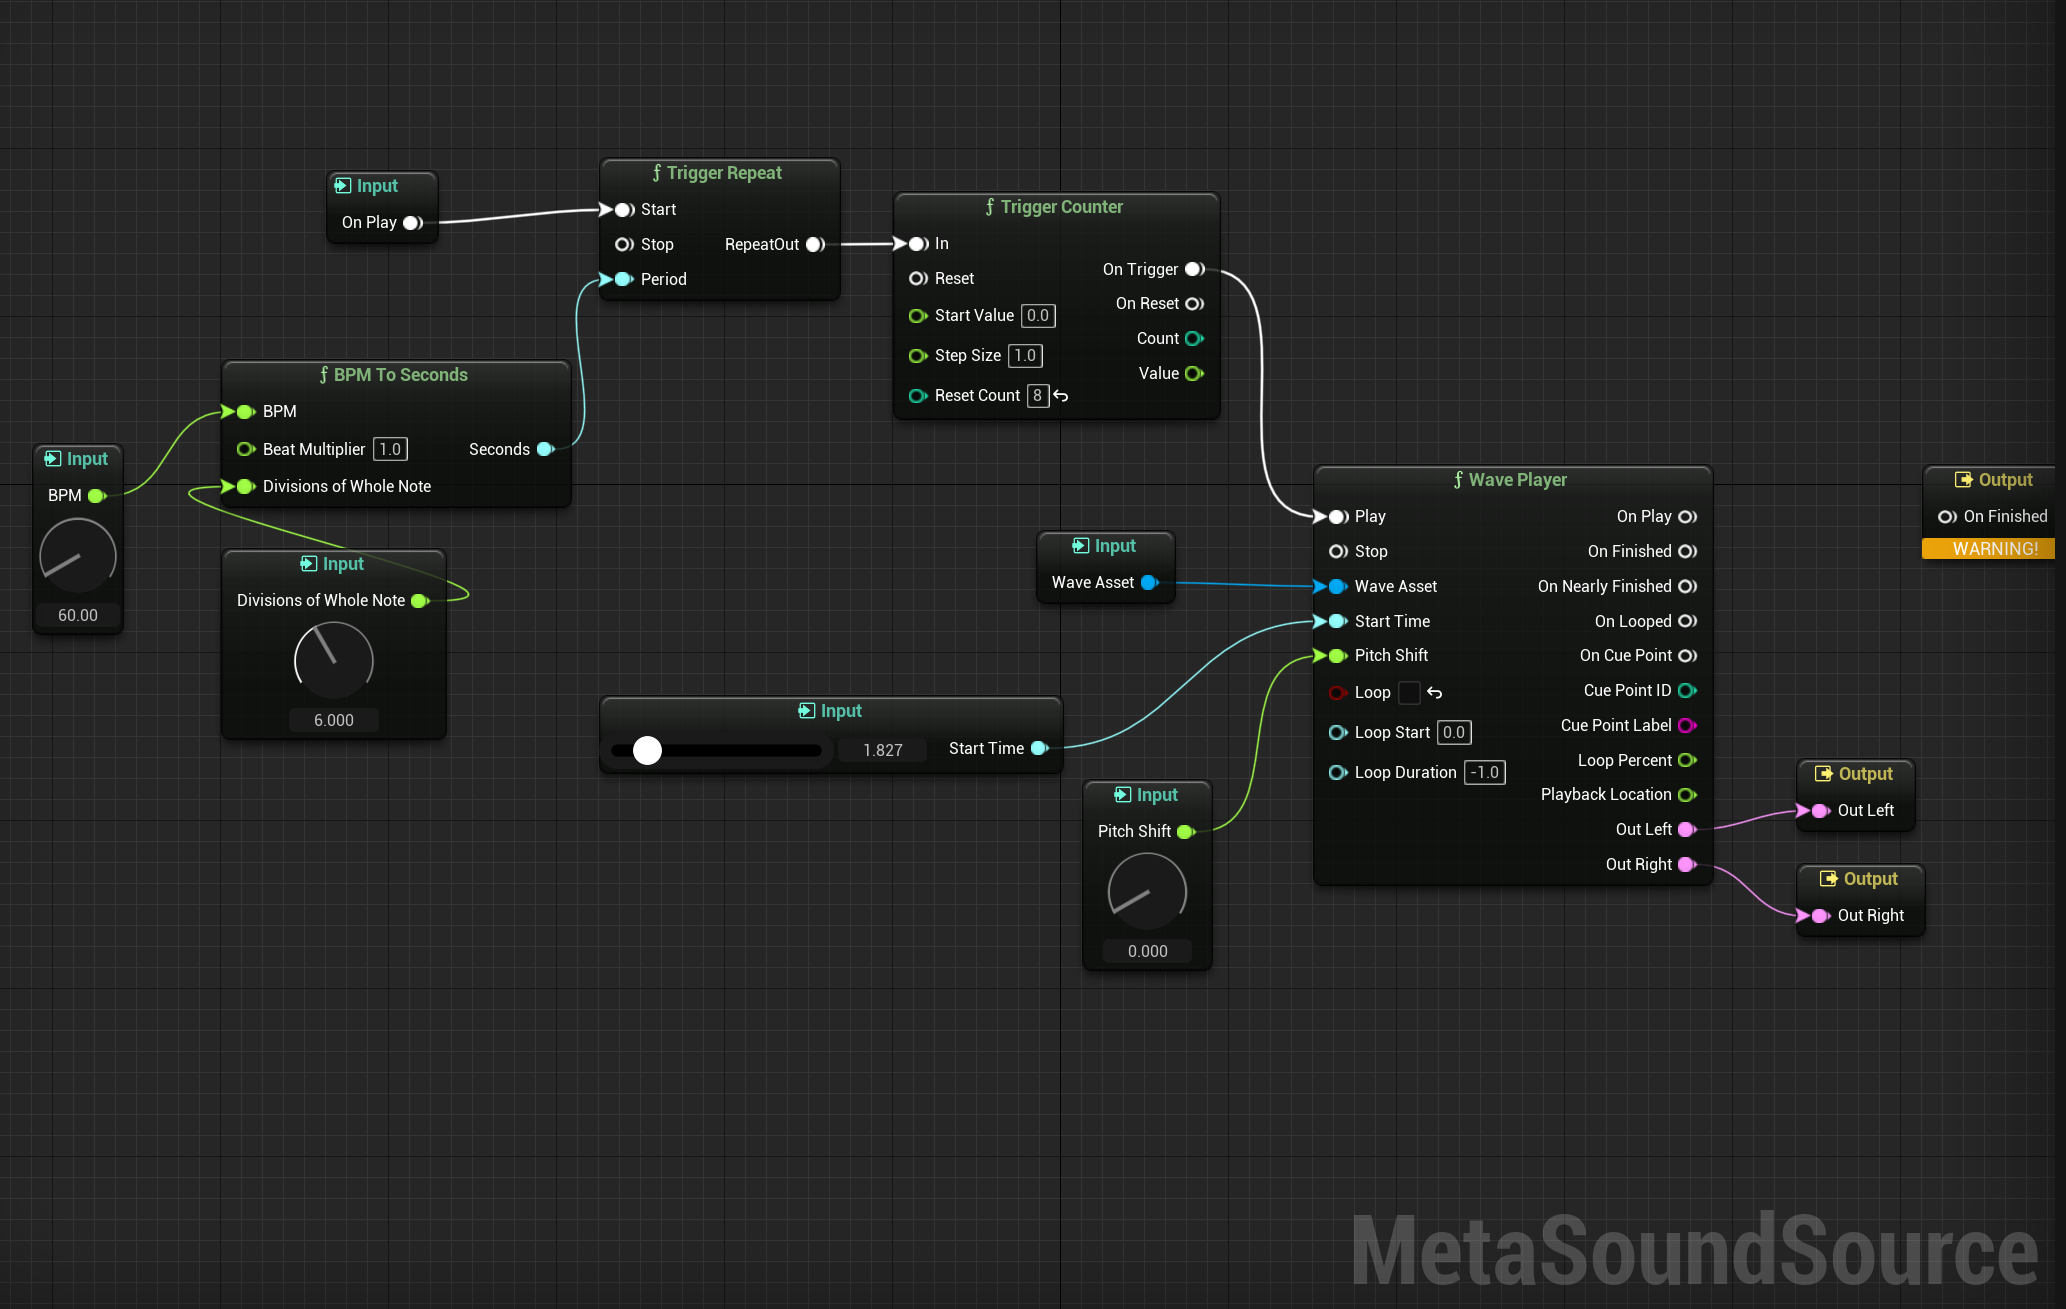 Input
On Play
Trigger Repeat
Start
Stop
RepeatOut
Period
Trigger Counter
In
On Trigger
Reset
On Reset
Start Value 0.0
Count
Step Size 1.0
Value
Reset Count 8
BPM To Seconds
BPM
Beat Multiplier 1.0
Seconds
Divisions of Whole Note
Input
BPM
60.00
Input
Divisions of Whole Note
6.000
Input
Wave Asset
Input
1.827
Start Time
Input
Pitch Shift
0.000
Wave Player
Play
On Play
Stop
On Finished
Wave Asset
On Nearly Finished
Start Time
On Looped
Pitch Shift
On Cue Point
Loop
Cue Point ID
Loop Start 0.0
Cue Point Label
Loop Duration -1.0
Loop Percent
Playback Location
Out Left
Out Right
Output
On Finished
WARNING!
Output
Out Left
Output
Out Right
MetaSoundSource